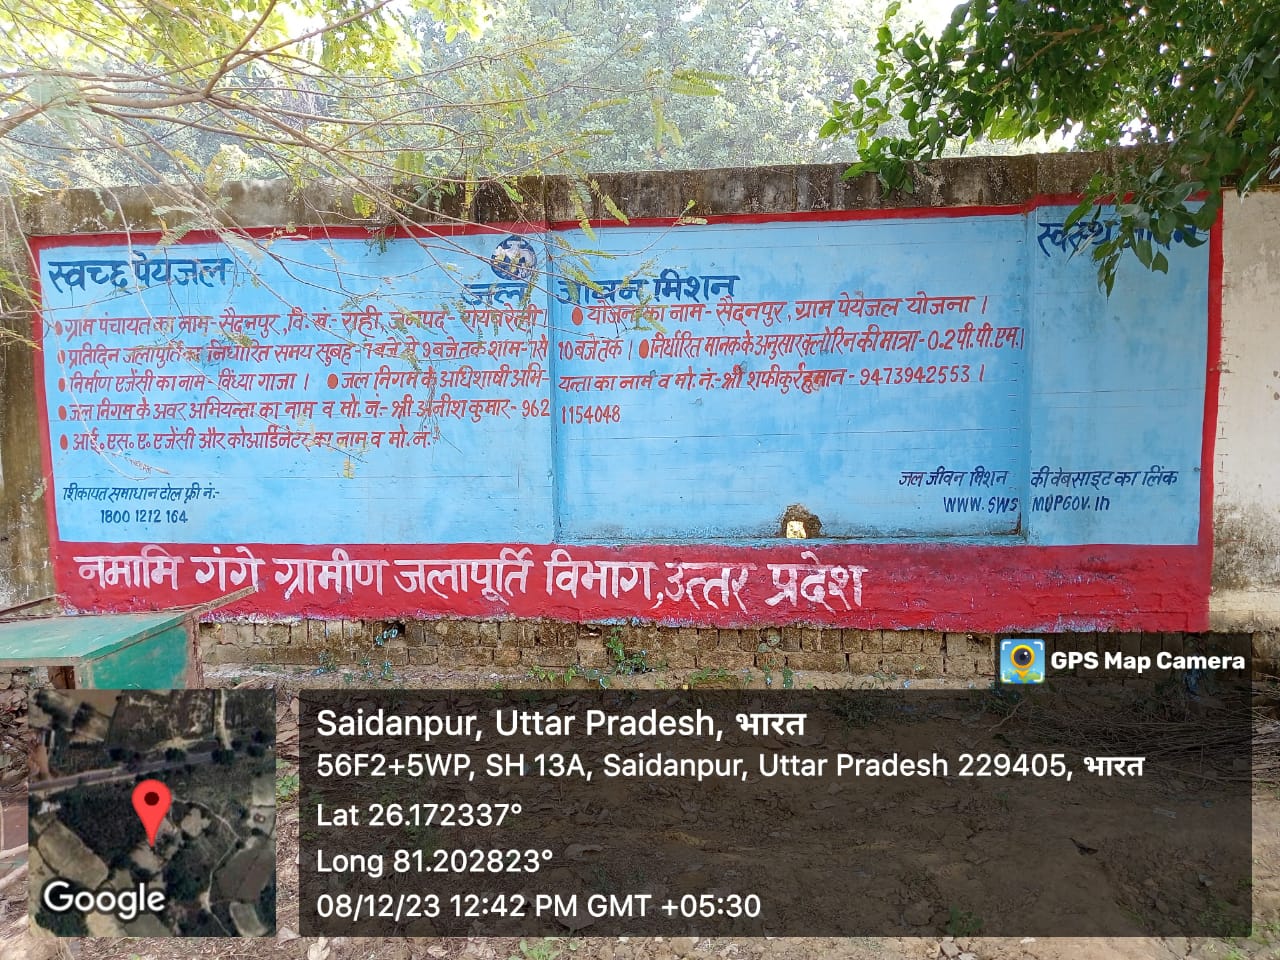 स्वच्छ पेयजल
जल जीवन मिशन
स्वस्थ जीवन
• ग्राम पंचायत का नाम- सैदनपुर, वि. खं:- राही, जनपद- रायबरेली। • योजना का नाम- सैदनपुर, ग्राम पेयजल योजना ।
• प्रतिदिन जलापूर्ति का निर्धारित समय सुबह- 7 बजे से 9 बजे तक शाम- 7 से 10 बजे तक । • निर्धारित मानक के अनुसार क्लोरिन की मात्रा- 0.2 पी. पी. एम.।
• निर्माण एजेंसी का नाम - विंध्या गाजा । • जल निगम के अधिशाषी अभि- यन्ता का नाम व मो. नं:- श्री शफीकुर्रहमान - 9473942553 ।
• जल निगम के अवर अभियन्ता का नाम व मो. नं:- श्री अनीश कुमार- 962 1154048
• आई. एस. ए. एजेंसी और कोआर्डिनेटर का नाम व मो. नं:-
शिकायत समाधान टोल फ्री नं:-
1800 1212 164
जल जीवन मिशन की वेबसाइट का लिंक
WWW.SWS MUPGOV.in
नमामि गंगे ग्रामीण जलापूर्ति विभाग, उत्तर प्रदेश
GPS Map Camera
Saidanpur, Uttar Pradesh, भारत
56F2+5WP, SH 13A, Saidanpur, Uttar Pradesh 229405, भारत
Lat 26.172337°
Long 81.202823°
08/12/23 12:42 PM GMT +05:30
Google